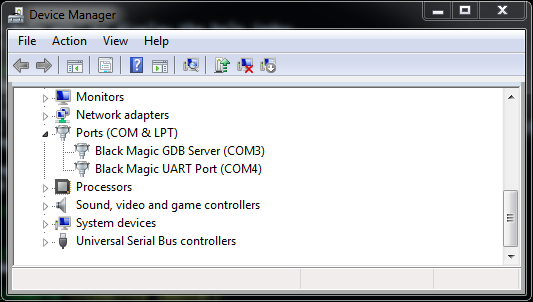 Device Manager
File Action View Help
Monitors
Network adapters
Ports (COM & LPT)
Black Magic GDB Server (COM3)
Black Magic UART Port (COM4)
Processors
Sound, video and game controllers
System devices
Universal Serial Bus controllers